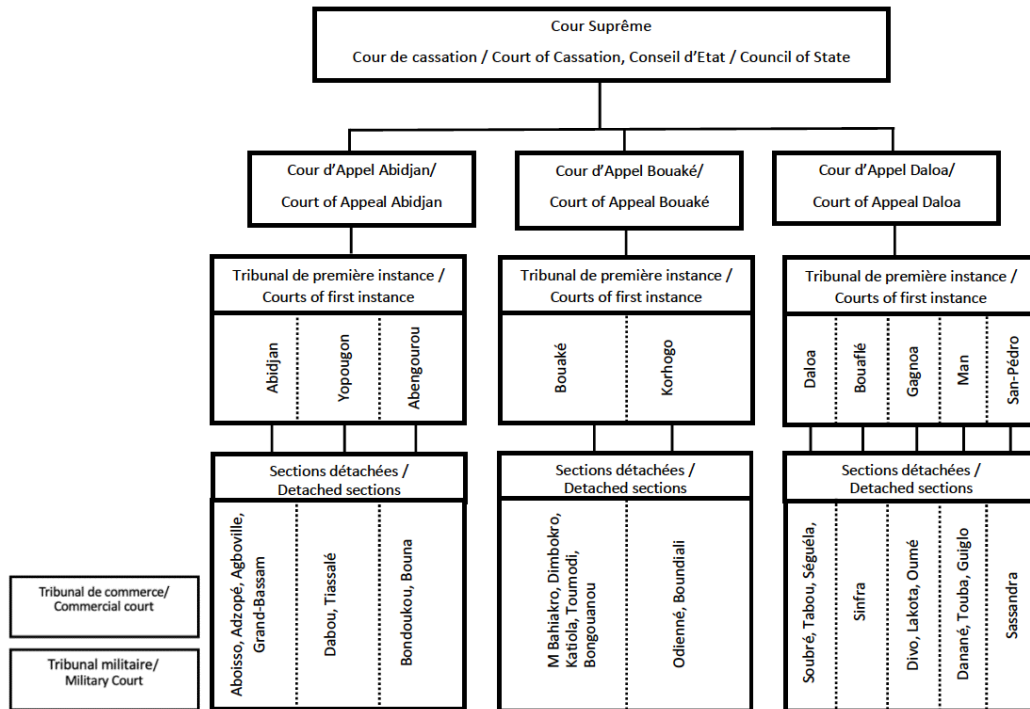 Cour Suprême
Cour de cassation / Court of Cassation, Conseil d'Etat / Council of State
Cour d'Appel Abidjan/
Court of Appeal Abidjan
Cour d'Appel Bouaké/
Court of Appeal Bouaké
Cour d'Appel Daloa/
Court of Appeal Daloa
Tribunal de première instance /
Courts of first instance
Abidjan
Yopougon
Abengourou
Tribunal de première instance /
Courts of first instance
Bouaké
Korhogo
Tribunal de première instance /
Courts of first instance
Daloa
Bouaflé
Gagnoa
Man
San-Pédro
Sections détachées /
Detached sections
Aboisso, Adzopé, Agboville,
Grand-Bassam
Dabou, Tiassalé
Bondoukou, Bouna
Sections détachées /
Detached sections
M Bahiakro, Dimbokro,
Katiola, Toumodi,
Bongouanou
Odienné, Boundiali
Sections détachées /
Detached sections
Soubré, Tabou, Séguéla,
Sinfra
Divo, Lakota, Oumé
Danané, Touba, Guiglo
Sassandra
Tribunal de commerce/
Commercial court
Tribunal militaire/
Military Court